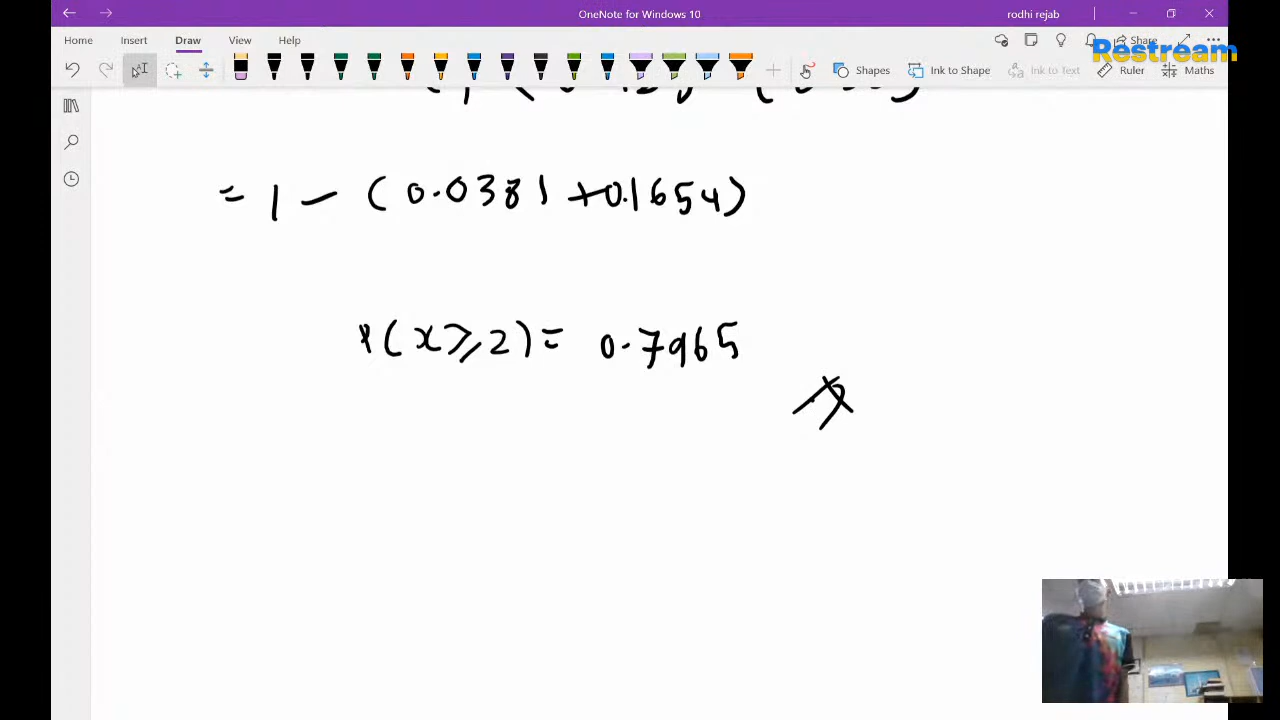 OneNote for Windows 10
rodhi rejab
Home Insert Draw View Help
Share
Restream
Shapes Ink to Shape Ink to Text Ruler Maths
= 1 – (0.0381 + 0.1654)
P(x ⩾ 2) = 0.7965